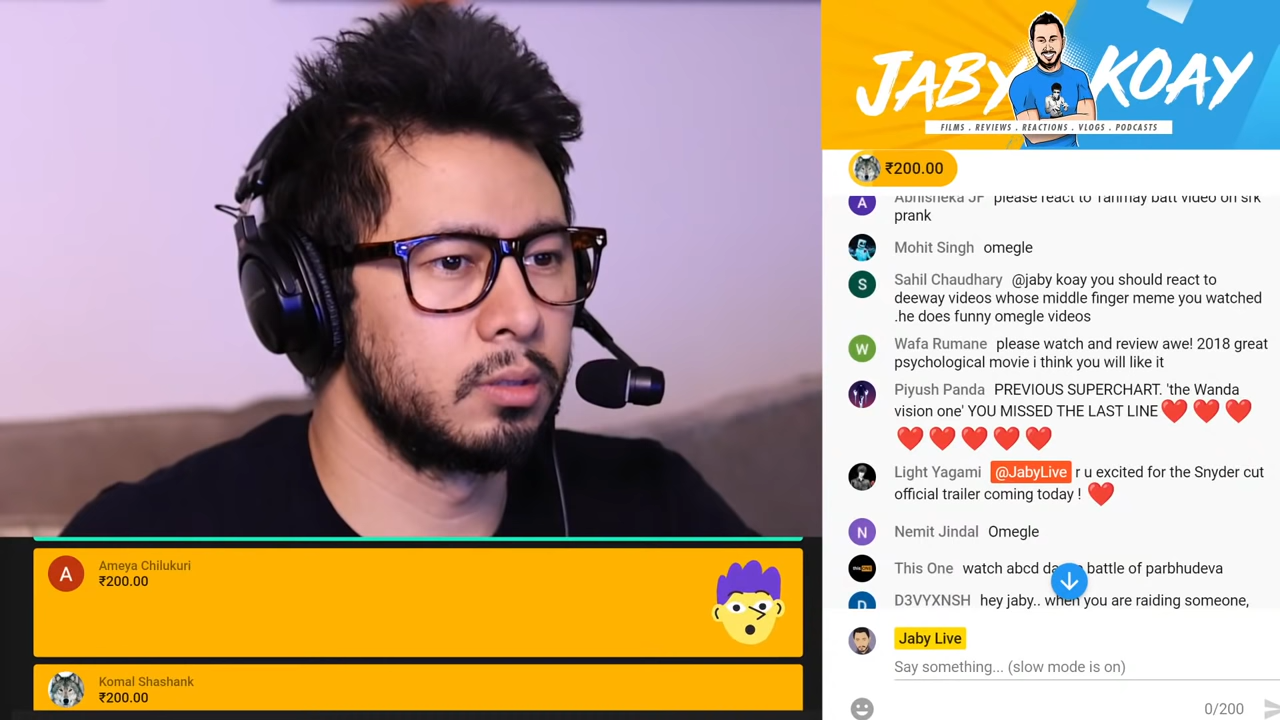 JABY KOAY
FILMS . REVIEWS . REACTIONS . VLOGS . PODCASTS
₹200.00
Abhisheka JF please react to Tanmay batt video on srk
prank
Mohit Singh omegle
Sahil Chaudhary @jaby koay you should react to
deeway videos whose middle finger meme you watched
.he does funny omegle videos
Wafa Rumane please watch and review awe! 2018 great
psychological movie i think you will like it
Piyush Panda PREVIOUS SUPERCHART. 'the Wanda
vision one' YOU MISSED THE LAST LINE
Light Yagami @JabyLive r u excited for the Snyder cut
official trailer coming today !
Nemit Jindal Omegle
This One watch abcd battle of parbhudeva
D3VYXNSH hey jaby.. when you are raiding someone,
Jaby Live
Say something... (slow mode is on)
0/200
A
S
W
N
D
A Ameya Chilukuri
₹200.00
Komal Shashank
₹200.00